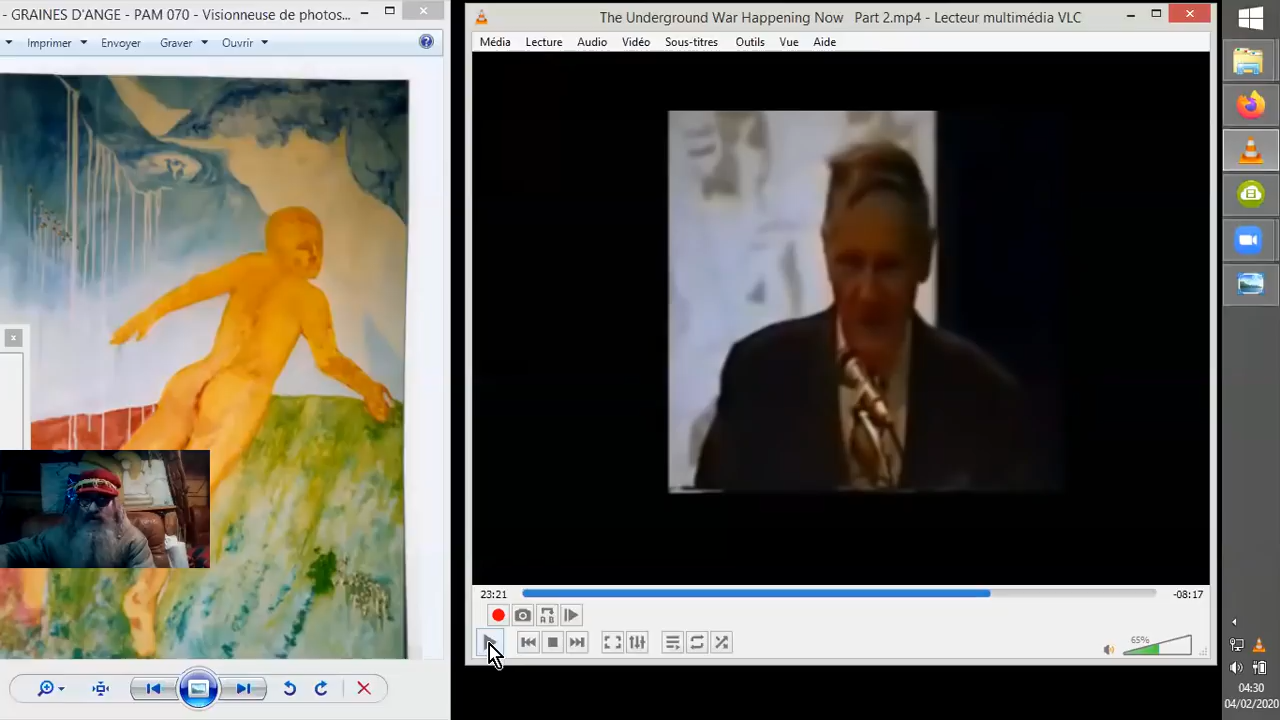 - GRAINES D'ANGE - PAM 070 - Visionneuse de photos...
Imprimer Envoyer Graver Ouvrir
The Underground War Happening Now Part 2.mp4 - Lecteur multimédia VLC
Média Lecture Audio Vidéo Sous-titres Outils Vue Aide
23:21 -08:17
65%
04:30
04/02/2020